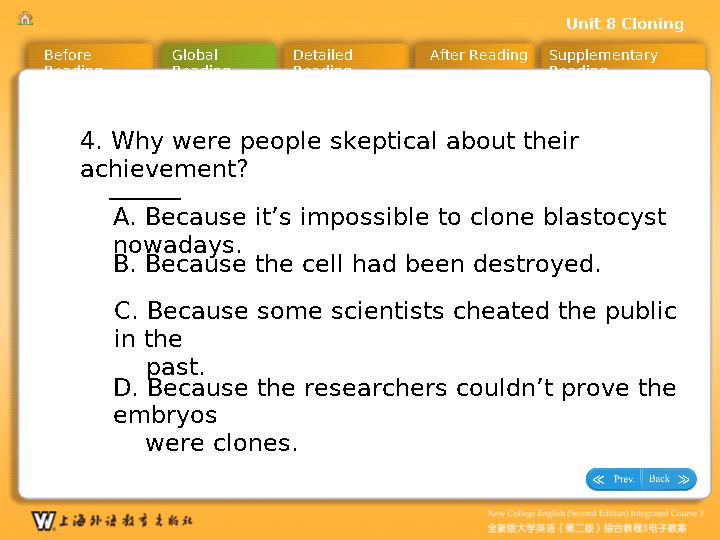 Unit 8 Cloning
Before Reading
Global Reading
Detailed Reading
After Reading
Supplementary Reading
4. Why were people skeptical about their
achievement?
______
A. Because it’s impossible to clone blastocyst
nowadays.
B. Because the cell had been destroyed.
C. Because some scientists cheated the public
in the
past.
D. Because the researchers couldn’t prove the
embryos
were clones.
Prev.
Back
上海外语教育出版社
New College English (Second Edition) Integrated Course 3
全新版大学英语（第二版）综合教程3电子教案